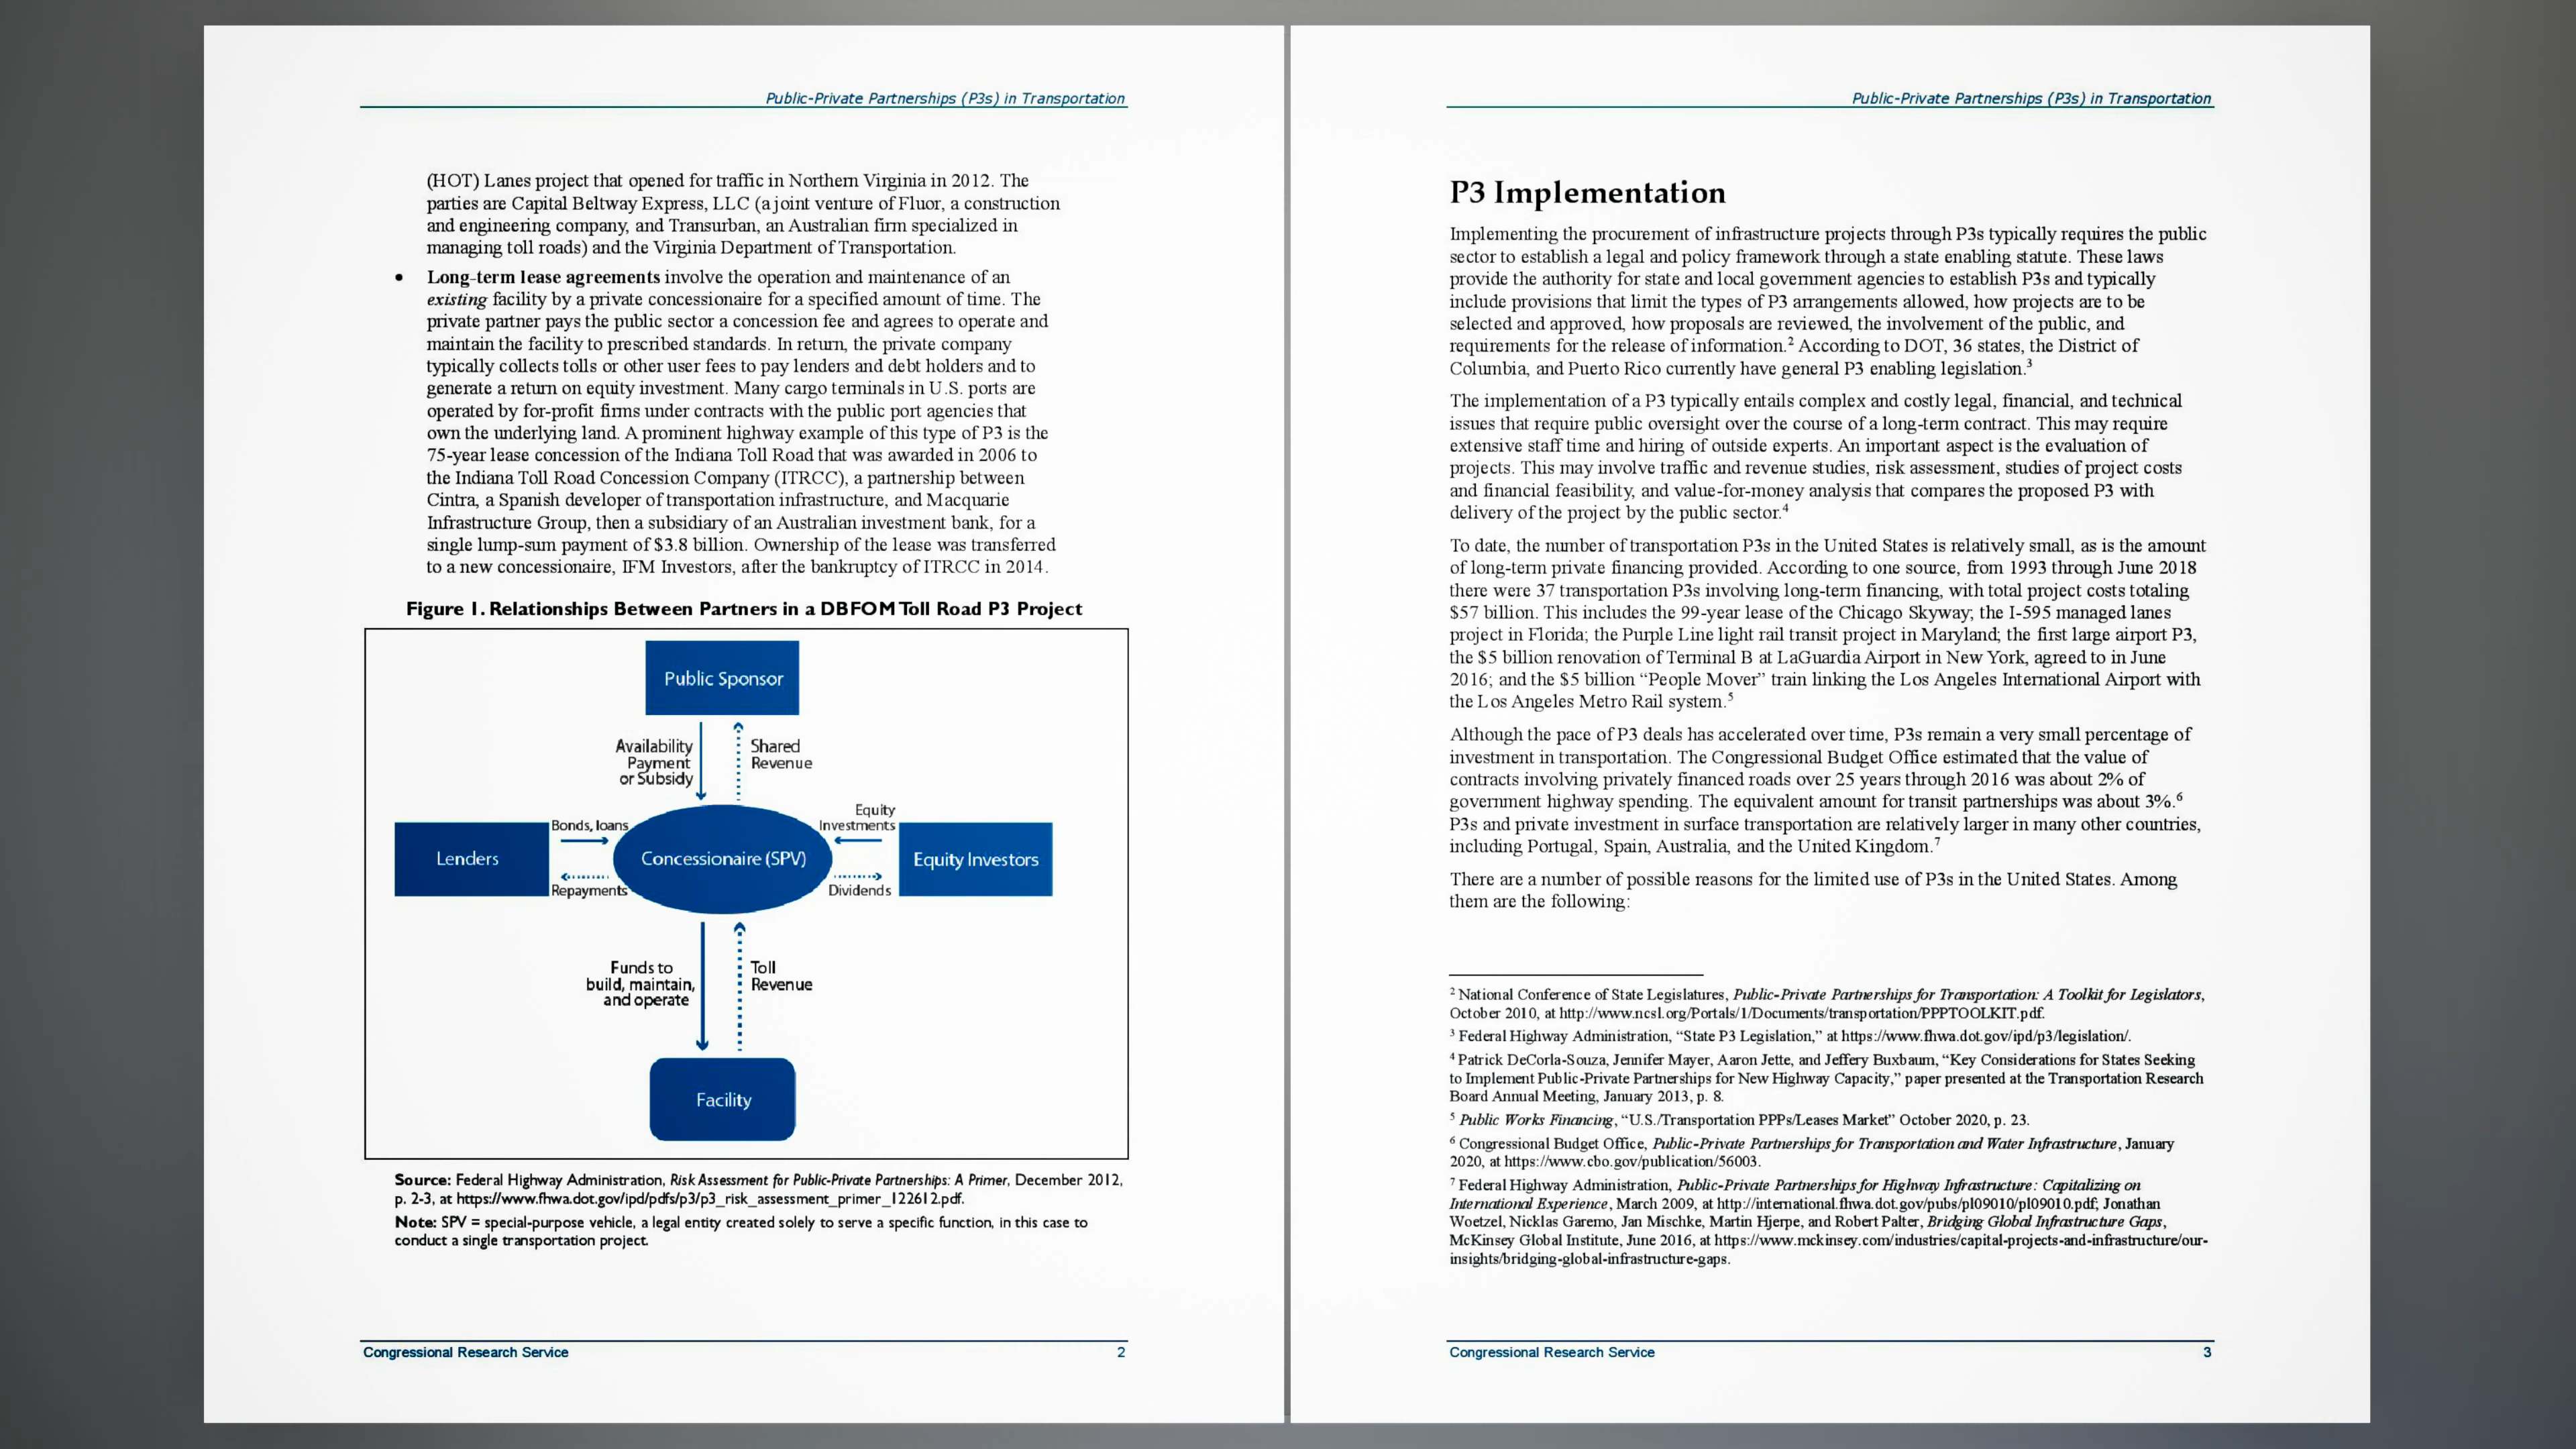 Public-Private Partnerships (P3s) in Transportation
(HOT) Lanes project that opened for traffic in Northern Virginia in 2012. The
parties are Capital Beltway Express, LLC (a joint venture of Fluor, a construction
and engineering company, and Transurban, an Australian firm specialized in
managing toll roads) and the Virginia Department of Transportation.
• Long-term lease agreements involve the operation and maintenance of an
existing facility by a private concessionaire for a specified amount of time. The
private partner pays the public sector a concession fee and agrees to operate and
maintain the facility to prescribed standards. In return, the private company
typically collects tolls or other user fees to pay lenders and debt holders and to
generate a return on equity investment. Many cargo terminals in U.S. ports are
operated by for-profit firms under contracts with the public port agencies that
own the underlying land. A prominent highway example of this type of P3 is the
75-year lease concession of the Indiana Toll Road that was awarded in 2006 to
the Indiana Toll Road Concession Company (ITRCC), a partnership between
Cintra, a Spanish developer of transportation infrastructure, and Macquarie
Infrastructure Group, then a subsidiary of an Australian investment bank, for a
single lump-sum payment of $3.8 billion. Ownership of the lease was transferred
to a new concessionaire, IFM Investors, after the bankruptcy of ITRCC in 2014.
Figure 1. Relationships Between Partners in a DBFOM Toll Road P3 Project
Public Sponsor
Availability
Payment
or Subsidy
Shared
Revenue
Lenders
Bonds, loans
Repayments
Concessionaire (SPV)
Equity
Investments
Dividends
Equity Investors
Funds to
build, maintain,
and operate
Toll
Revenue
Facility
Source: Federal Highway Administration, Risk Assessment for Public-Private Partnerships: A Primer, December 2012,
p. 2-3, at https://www.fhwa.dot.gov/ipd/pdfs/p3/p3_risk_assessment_primer_122612.pdf.
Note: SPV = special-purpose vehicle, a legal entity created solely to serve a specific function, in this case to
conduct a single transportation project.
Congressional Research Service
2
Public-Private Partnerships (P3s) in Transportation
P3 Implementation
Implementing the procurement of infrastructure projects through P3s typically requires the public
sector to establish a legal and policy framework through a state enabling statute. These laws
provide the authority for state and local government agencies to establish P3s and typically
include provisions that limit the types of P3 arrangements allowed, how projects are to be
selected and approved, how proposals are reviewed, the involvement of the public, and
requirements for the release of information.2 According to DOT, 36 states, the District of
Columbia, and Puerto Rico currently have general P3 enabling legislation.3
The implementation of a P3 typically entails complex and costly legal, financial, and technical
issues that require public oversight over the course of a long-term contract. This may require
extensive staff time and hiring of outside experts. An important aspect is the evaluation of
projects. This may involve traffic and revenue studies, risk assessment, studies of project costs
and financial feasibility, and value-for-money analysis that compares the proposed P3 with
delivery of the project by the public sector.4
To date, the number of transportation P3s in the United States is relatively small, as is the amount
of long-term private financing provided. According to one source, from 1993 through June 2018
there were 37 transportation P3s involving long-term financing, with total project costs totaling
$57 billion. This includes the 99-year lease of the Chicago Skyway; the I-595 managed lanes
project in Florida; the Purple Line light rail transit project in Maryland; the first large airport P3,
the $5 billion renovation of Terminal B at LaGuardia Airport in New York, agreed to in June
2016; and the $5 billion “People Mover” train linking the Los Angeles International Airport with
the Los Angeles Metro Rail system.5
Although the pace of P3 deals has accelerated over time, P3s remain a very small percentage of
investment in transportation. The Congressional Budget Office estimated that the value of
contracts involving privately financed roads over 25 years through 2016 was about 2% of
government highway spending. The equivalent amount for transit partnerships was about 3%.6
P3s and private investment in surface transportation are relatively larger in many other countries,
including Portugal, Spain, Australia, and the United Kingdom.7
There are a number of possible reasons for the limited use of P3s in the United States. Among
them are the following:
2 National Conference of State Legislatures, Public-Private Partnerships for Transportation: A Toolkit for Legislators,
October 2010, at http://www.ncsl.org/Portals/1/Documents/transportation/PPPTOOLKIT.pdf.
3 Federal Highway Administration, “State P3 Legislation,” at https://www.fhwa.dot.gov/ipd/p3/legislation/.
4 Patrick DeCorla-Souza, Jennifer Mayer, Aaron Jette, and Jeffery Buxbaum, “Key Considerations for States Seeking
to Implement Public-Private Partnerships for New Highway Capacity,” paper presented at the Transportation Research
Board Annual Meeting, January 2013, p. 8.
5 Public Works Financing, “U.S./Transportation PPPs/Leases Market” October 2020, p. 23.
6 Congressional Budget Office, Public-Private Partnerships for Transportation and Water Infrastructure, January
2020, at https://www.cbo.gov/publication/56003.
7 Federal Highway Administration, Public-Private Partnerships for Highway Infrastructure: Capitalizing on
International Experience, March 2009, at http://international.fhwa.dot.gov/pubs/pl09010/pl09010.pdf; Jonathan
Woetzel, Nicklas Garemo, Jan Mischke, Martin Hjerpe, and Robert Palter, Bridging Global Infrastructure Gaps,
McKinsey Global Institute, June 2016, at https://www.mckinsey.com/industries/capital-projects-and-infrastructure/our-
insights/bridging-global-infrastructure-gaps.
Congressional Research Service
3